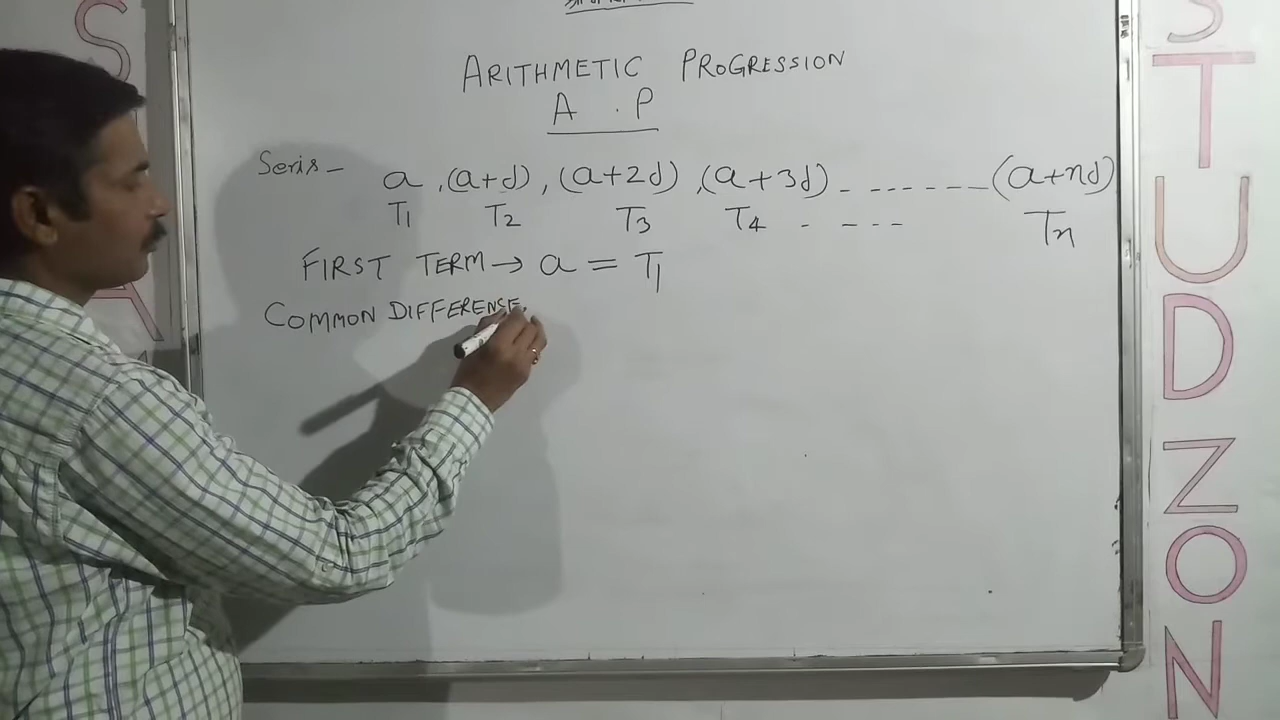 ARITHMETIC PROGRESSION
A . P
Seris - a , (a+d) , (a+2d) , (a+3d) - ------ (a+nd)
T1 T2 T3 T4 - --- Tn
FIRST TERM → a = T1
COMMON DIFFERENSE
STUDZON